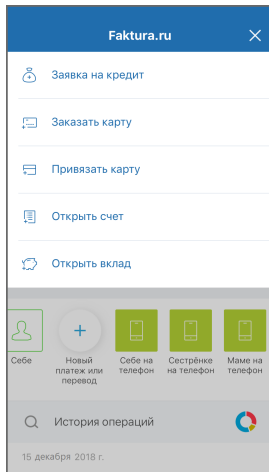 Faktura.ru
Заявка на кредит
Заказать карту
Привязать карту
Открыть счет
Открыть вклад
Себе
Новый
платеж или
перевод
Себе на
телефон
Сестрёнке
на телефон
Маме на
телефон
История операций
15 декабря 2018 г.